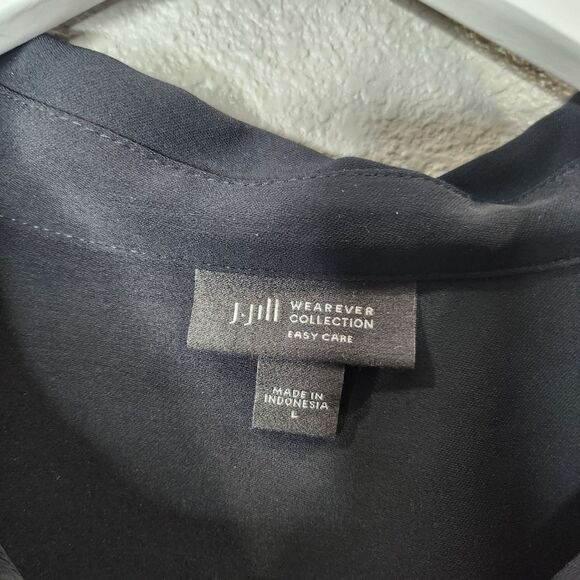 J.Jill WEAREVER
COLLECTION
EASY CARE
MADE IN
INDONESIA
L